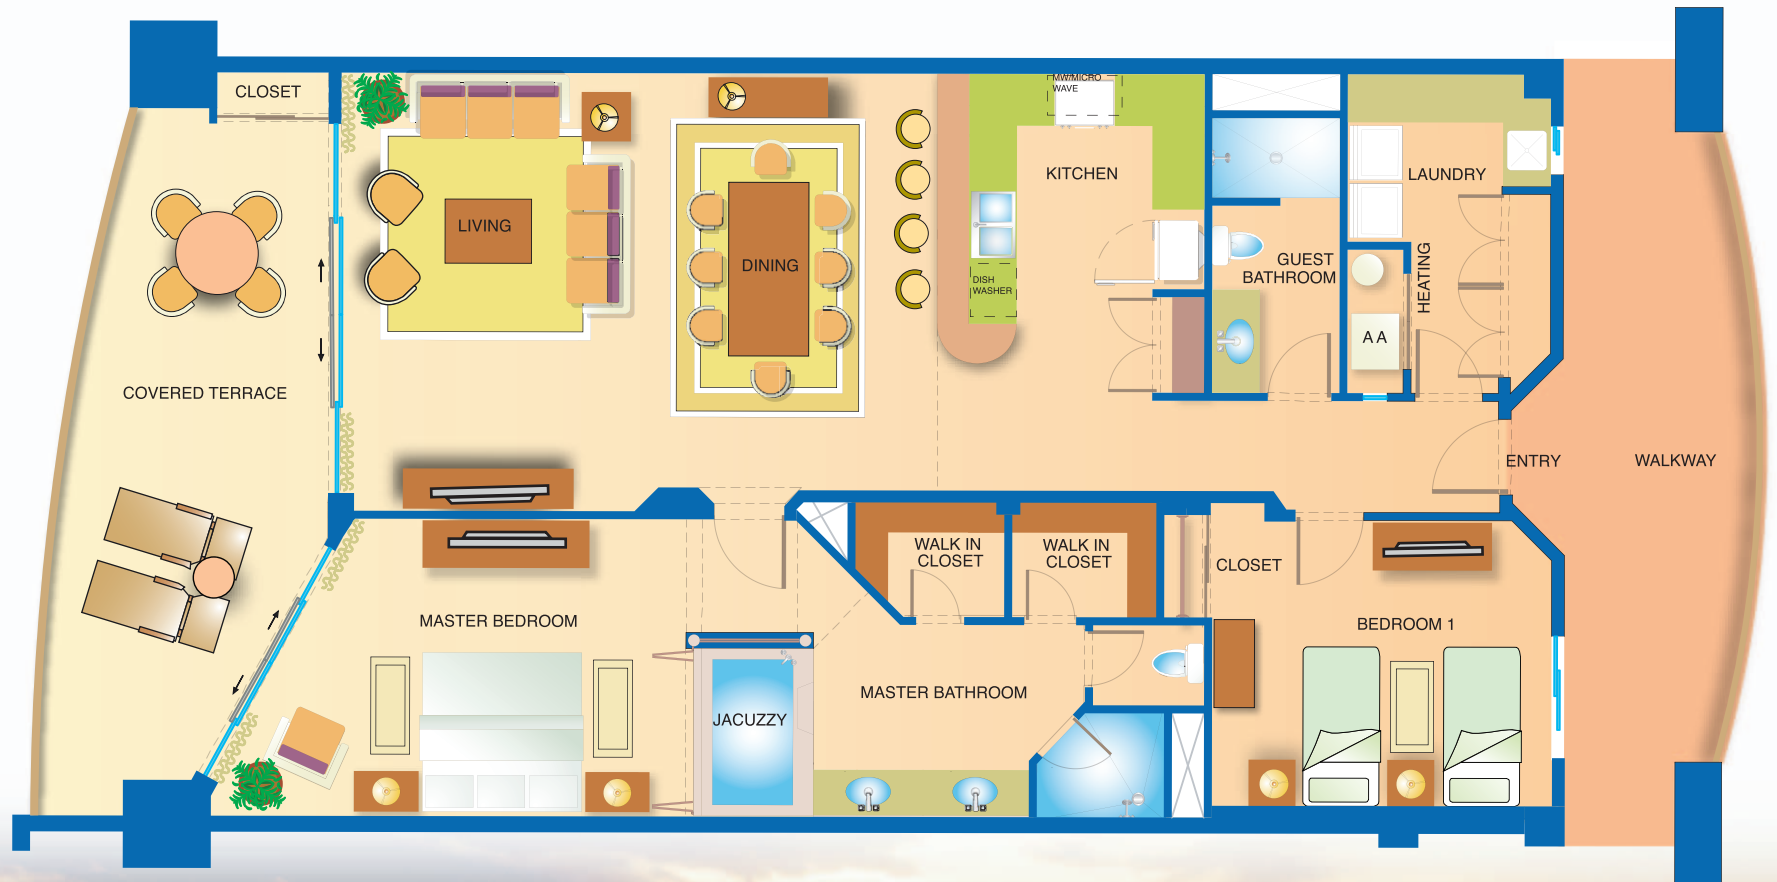 CLOSET
MW/MICRO
WAVE
KITCHEN
LAUNDRY
LIVING
DINING
DISH
WASHER
GUEST
BATHROOM
HEATING
A A
COVERED TERRACE
ENTRY
WALKWAY
WALK IN
CLOSET
WALK IN
CLOSET
CLOSET
MASTER BEDROOM
BEDROOM 1
MASTER BATHROOM
JACUZZY